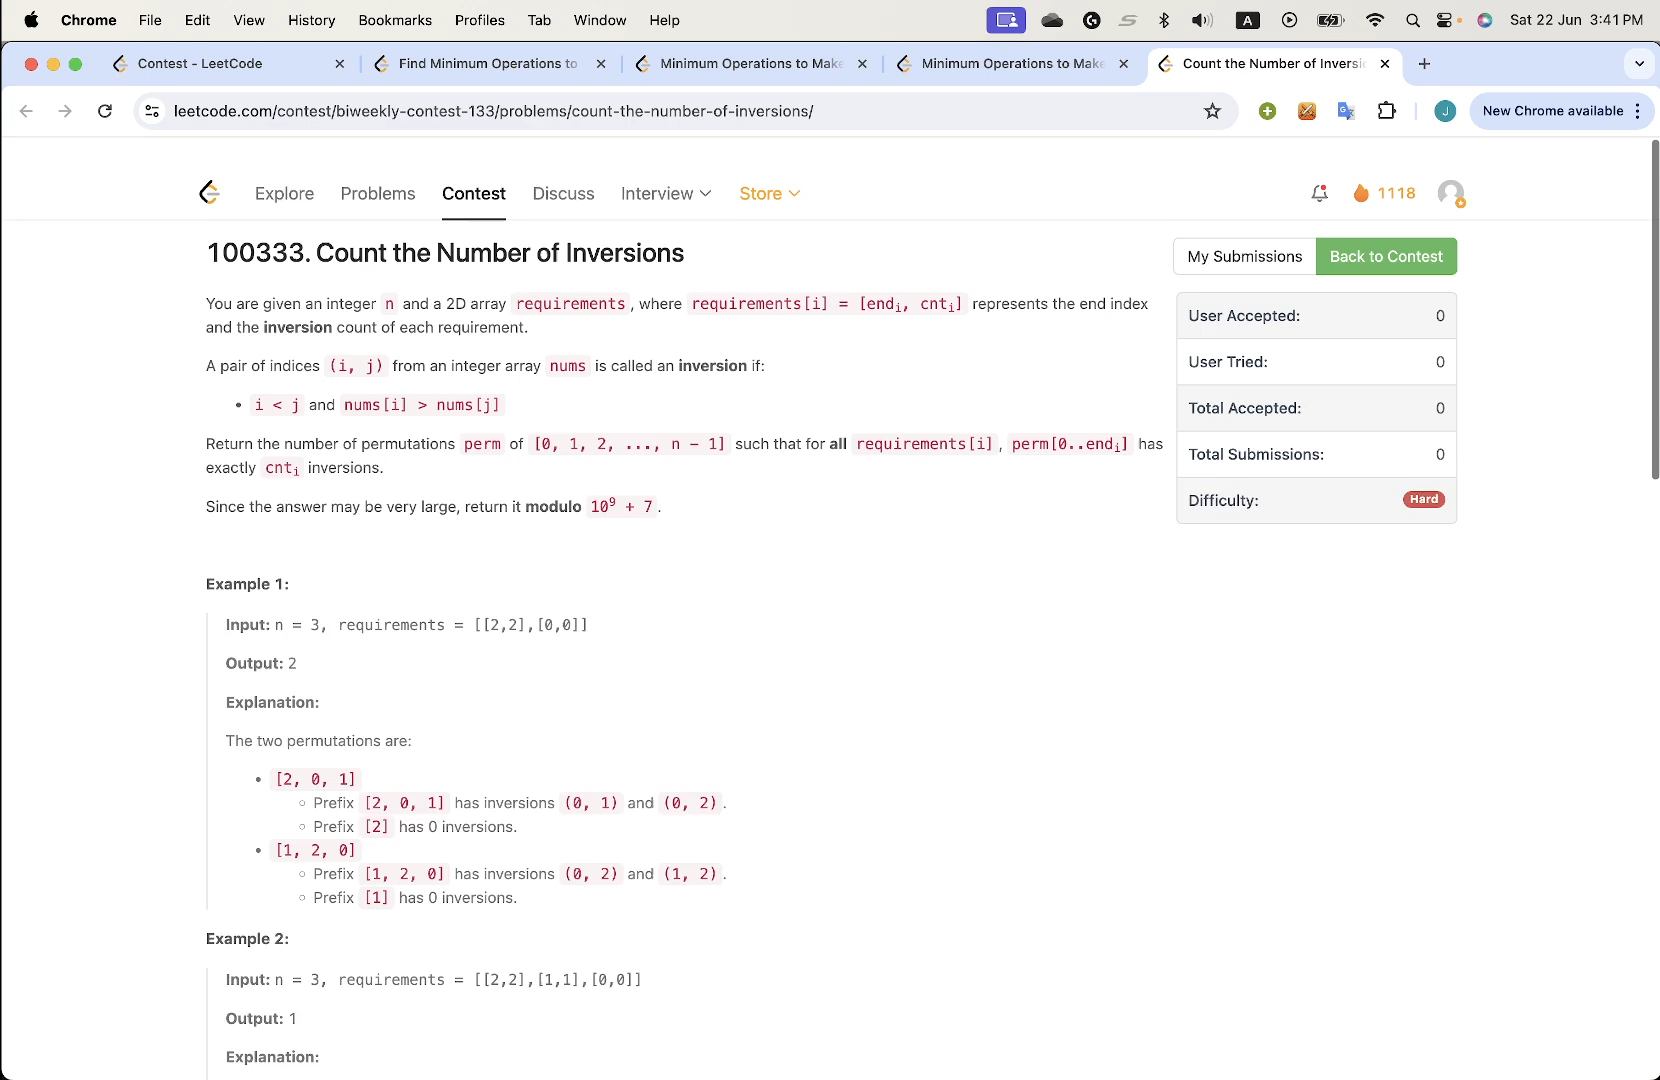 Chrome File Edit View History Bookmarks Profiles Tab Window Help A Sat 22 Jun 3:41 PM
Contest - LeetCode Find Minimum Operations to Minimum Operations to Make Minimum Operations to Make Count the Number of Inversi
leetcode.com/contest/biweekly-contest-133/problems/count-the-number-of-inversions/ J New Chrome available
Explore Problems Contest Discuss Interview Store 1118
100333. Count the Number of Inversions
My Submissions Back to Contest
You are given an integer n and a 2D array requirements, where requirements[i] = [endᵢ, cntᵢ] represents the end index
and the inversion count of each requirement.
A pair of indices (i, j) from an integer array nums is called an inversion if:
• i < j and nums[i] > nums[j]
Return the number of permutations perm of [0, 1, 2, ..., n - 1] such that for all requirements[i], perm[0..endᵢ] has
exactly cntᵢ inversions.
Since the answer may be very large, return it modulo 10⁹ + 7.
User Accepted: 0
User Tried: 0
Total Accepted: 0
Total Submissions: 0
Difficulty: Hard
Example 1:
Input: n = 3, requirements = [[2,2],[0,0]]
Output: 2
Explanation:
The two permutations are:
• [2, 0, 1]
◦ Prefix [2, 0, 1] has inversions (0, 1) and (0, 2).
◦ Prefix [2] has 0 inversions.
• [1, 2, 0]
◦ Prefix [1, 2, 0] has inversions (0, 2) and (1, 2).
◦ Prefix [1] has 0 inversions.
Example 2:
Input: n = 3, requirements = [[2,2],[1,1],[0,0]]
Output: 1
Explanation: